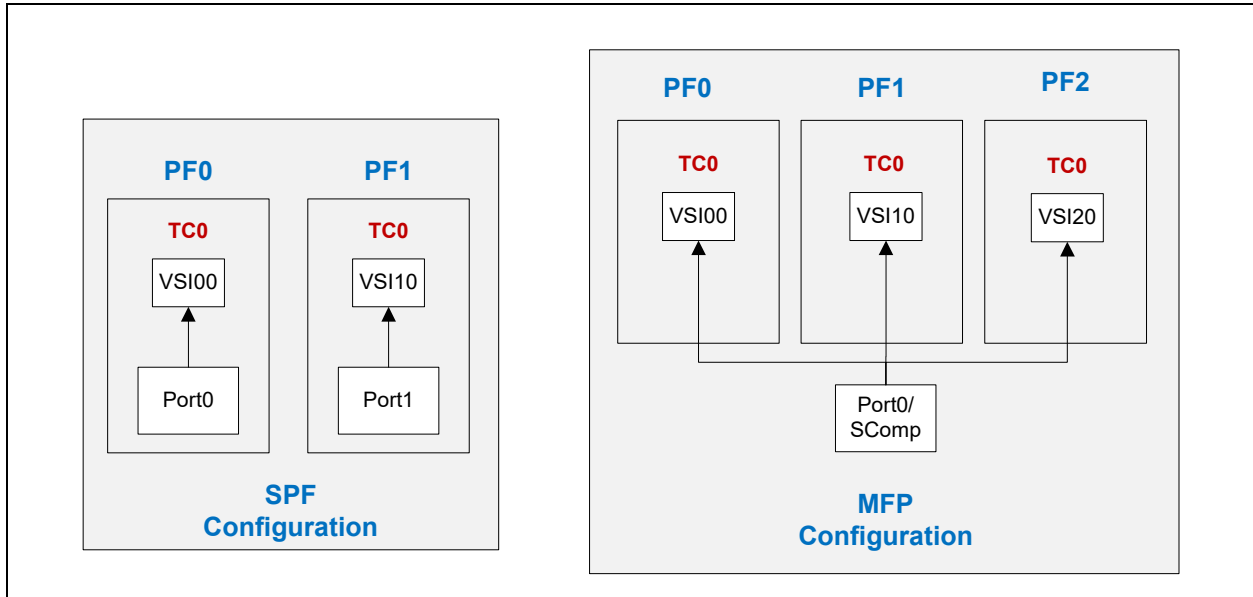 PF0
PF1
TC0
TC0
VSI00
VSI10
Port0
Port1
SPF
Configuration
PF0
PF1
PF2
TC0
TC0
TC0
VSI00
VSI10
VSI20
Port0/
SComp
MFP
Configuration